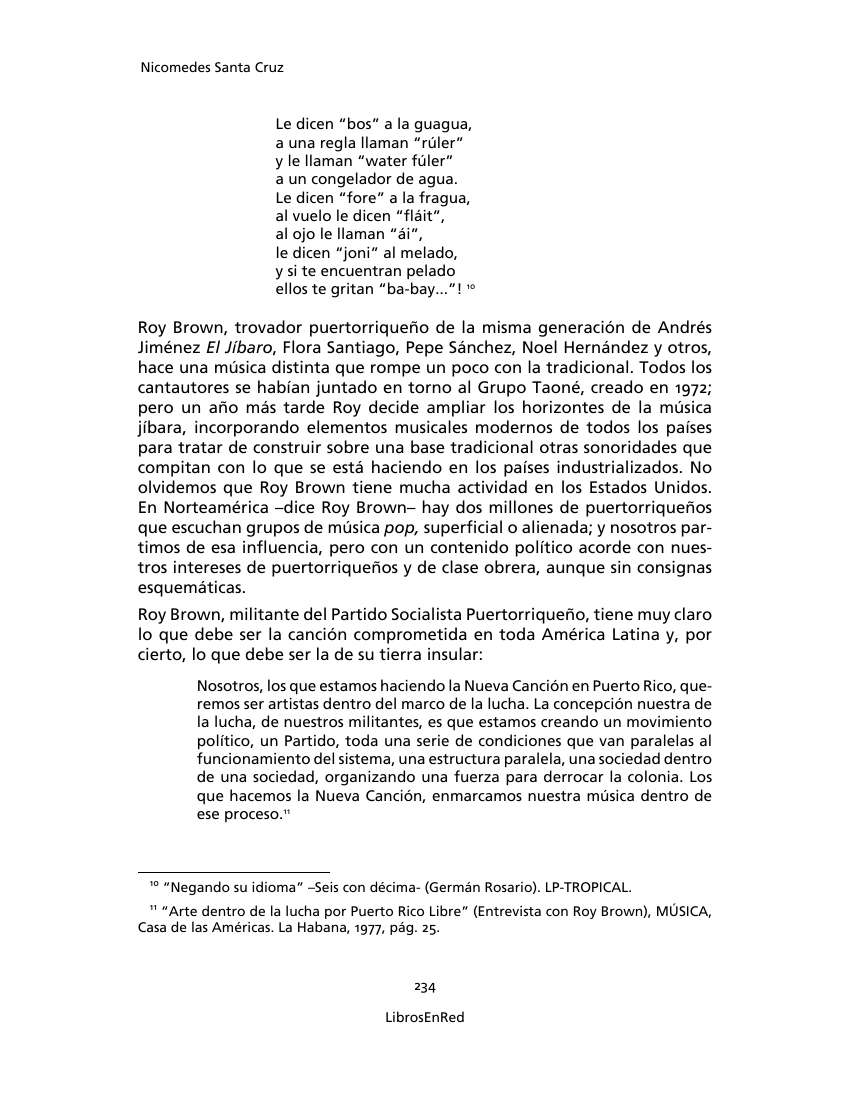 Nicomedes Santa Cruz
Le dicen “bos” a la guagua,
a una regla llaman “rúler”
y le llaman “water fúler”
a un congelador de agua.
Le dicen “fore” a la fragua,
al vuelo le dicen “fláit”,
al ojo le llaman “ái”,
le dicen “joni” al melado,
y si te encuentran pelado
ellos te gritan “ba-bay...”! ¹⁰
Roy Brown, trovador puertorriqueño de la misma generación de Andrés
Jiménez El Jíbaro, Flora Santiago, Pepe Sánchez, Noel Hernández y otros,
hace una música distinta que rompe un poco con la tradicional. Todos los
cantautores se habían juntado en torno al Grupo Taoné, creado en 1972;
pero un año más tarde Roy decide ampliar los horizontes de la música
jíbara, incorporando elementos musicales modernos de todos los países
para tratar de construir sobre una base tradicional otras sonoridades que
compitan con lo que se está haciendo en los países industrializados. No
olvidemos que Roy Brown tiene mucha actividad en los Estados Unidos.
En Norteamérica –dice Roy Brown– hay dos millones de puertorriqueños
que escuchan grupos de música pop, superficial o alienada; y nosotros par-
timos de esa influencia, pero con un contenido político acorde con nues-
tros intereses de puertorriqueños y de clase obrera, aunque sin consignas
esquemáticas.
Roy Brown, militante del Partido Socialista Puertorriqueño, tiene muy claro
lo que debe ser la canción comprometida en toda América Latina y, por
cierto, lo que debe ser la de su tierra insular:
Nosotros, los que estamos haciendo la Nueva Canción en Puerto Rico, que-
remos ser artistas dentro del marco de la lucha. La concepción nuestra de
la lucha, de nuestros militantes, es que estamos creando un movimiento
político, un Partido, toda una serie de condiciones que van paralelas al
funcionamiento del sistema, una estructura paralela, una sociedad dentro
de una sociedad, organizando una fuerza para derrocar la colonia. Los
que hacemos la Nueva Canción, enmarcamos nuestra música dentro de
ese proceso.¹¹
¹⁰ “Negando su idioma” –Seis con décima- (Germán Rosario). LP-TROPICAL.
¹¹ “Arte dentro de la lucha por Puerto Rico Libre” (Entrevista con Roy Brown), MÚSICA,
Casa de las Américas. La Habana, 1977, pág. 25.
234
LibrosEnRed